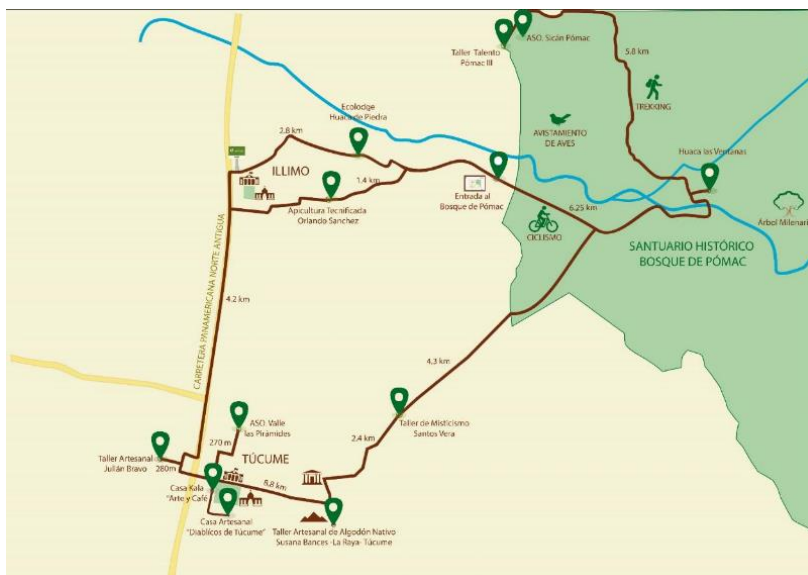 ASO. Sicán Pómac
Taller Talento
Pómac III
5.8 km
TREKKING
AVISTAMIENTO
DE AVES
Ecolodge
Huaca de Piedra
2.8 km
ILLIMO
1.4 km
Apicultura Tecnificada
Orlando Sanchez
Entrada al
Bosque de Pómac
Huaca las Ventanas
6.25 km
CICLISMO
Árbol Milenari
SANTUARIO HISTÓRICO
BOSQUE DE PÓMAC
CARRETERA PANAMERICANA NORTE ANTIGUA
4.2 km
4.3 km
ASO. Valle
las Pirámides
270 m
Taller de Misticismo
Santos Vera
2.4 km
Taller Artesanal
Julián Bravo
280m
TÚCUME
Casa Kala
"Arte y Café"
6.8 km
Casa Artesanal
"Diablicos de Túcume"
Taller Artesanal de Algodón Nativo
Susana Bances -La Raya- Túcume